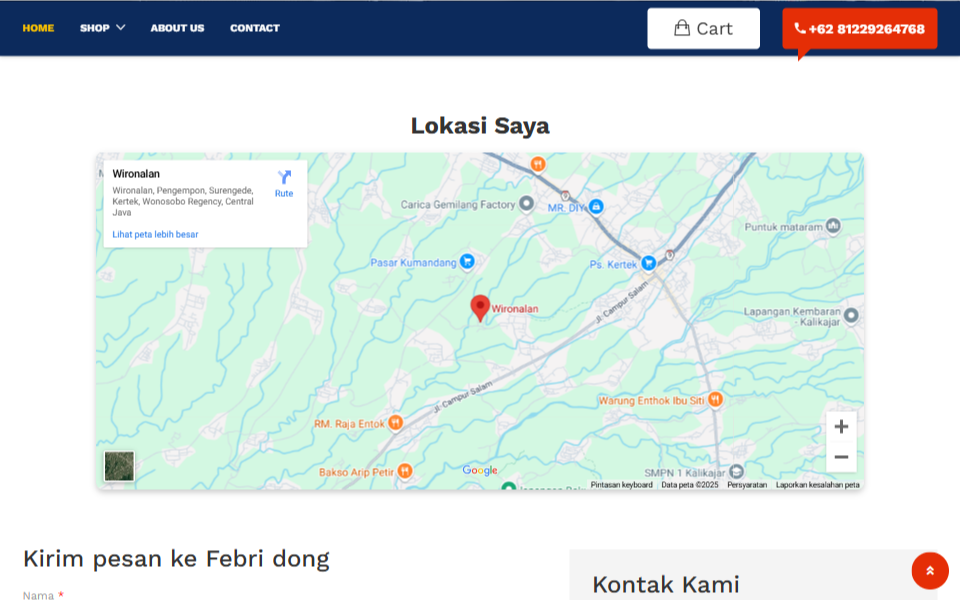 HOME SHOP ABOUT US CONTACT Cart +62 81229264768
Lokasi Saya
Wironalan
Wironalan, Pengempon, Surengede,
Kertek, Wonosobo Regency, Central
Java
Rute
Lihat peta lebih besar
Carica Gemilang Factory
MR. DIY
Puntuk mataram
Pasar Kumandang
Ps. Kertek
Wironalan
Jl. Campur Salam
Lapangan Kembaran
- Kalikajar
Jl. Campur Salam
Warung Enthok Ibu Siti
RM. Raja Entok
Bakso Arip Petir
Google
SMPN 1 Kalikajar
Pintasan keyboard Data peta ©2025 Persyaratan Laporkan kesalahan peta
Kirim pesan ke Febri dong
Kontak Kami
Nama *